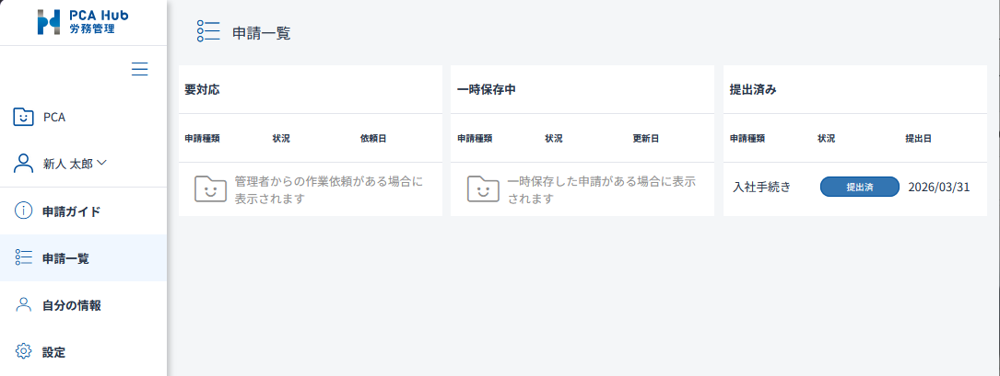 PCA Hub
労務管理
PCA
新人 太郎
申請ガイド
申請一覧
自分の情報
設定
申請一覧
要対応
申請種類 状況 依頼日
管理者からの作業依頼がある場合に
表示されます
一時保存中
申請種類 状況 更新日
一時保存した申請がある場合に表示
されます
提出済み
申請種類 状況 提出日
入社手続き 提出済 2026/03/31